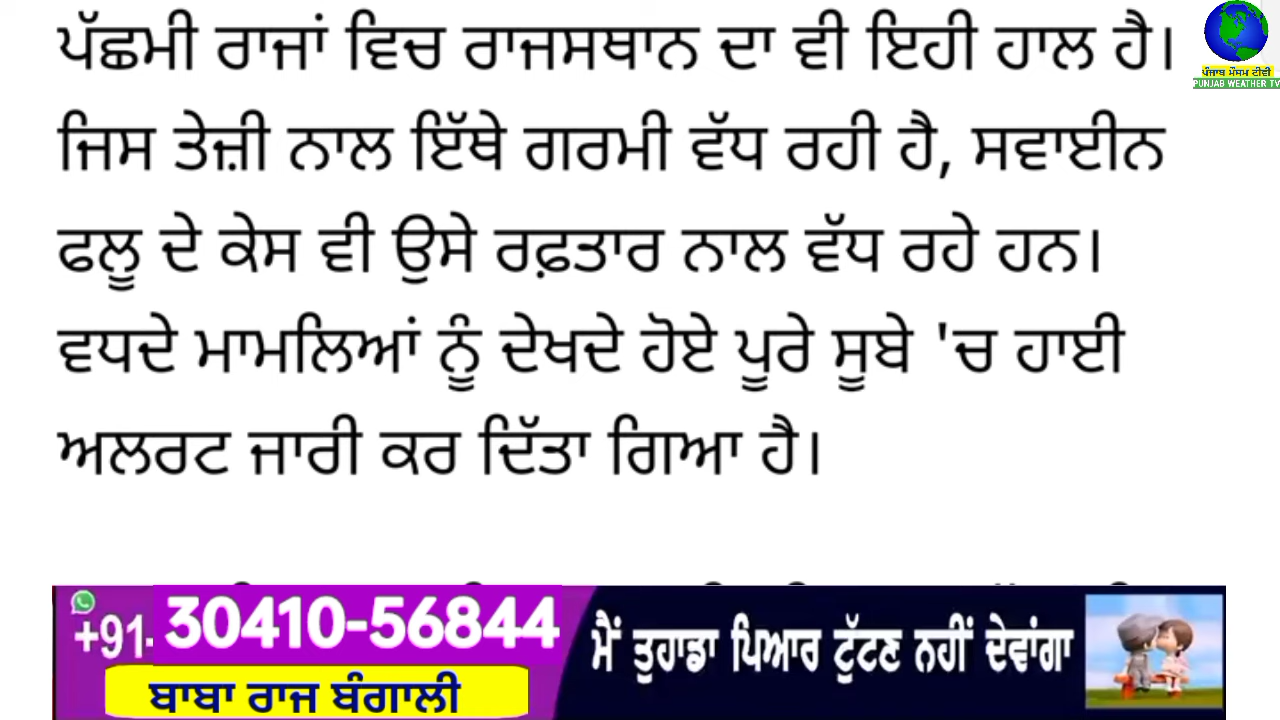 ਪੱਛਮੀ ਰਾਜਾਂ ਵਿਚ ਰਾਜਸਥਾਨ ਦਾ ਵੀ ਇਹੀ ਹਾਲ ਹੈ।
ਪੰਜਾਬ ਮੌਸਮ ਟੀਵੀ
PUNJAB WEATHER TV
ਜਿਸ ਤੇਜ਼ੀ ਨਾਲ ਇੱਥੇ ਗਰਮੀ ਵੱਧ ਰਹੀ ਹੈ, ਸਵਾਈਨ
ਫਲੂ ਦੇ ਕੇਸ ਵੀ ਉਸੇ ਰਫ਼ਤਾਰ ਨਾਲ ਵੱਧ ਰਹੇ ਹਨ।
ਵਧਦੇ ਮਾਮਲਿਆਂ ਨੂੰ ਦੇਖਦੇ ਹੋਏ ਪੂਰੇ ਸੂਬੇ 'ਚ ਹਾਈ
ਅਲਰਟ ਜਾਰੀ ਕਰ ਦਿੱਤਾ ਗਿਆ ਹੈ।
+91- 30410-56844
ਬਾਬਾ ਰਾਜ ਬੰਗਾਲੀ
ਮੈਂ ਤੁਹਾਡਾ ਪਿਆਰ ਟੁੱਟਣ ਨਹੀਂ ਦੇਵਾਂਗਾ